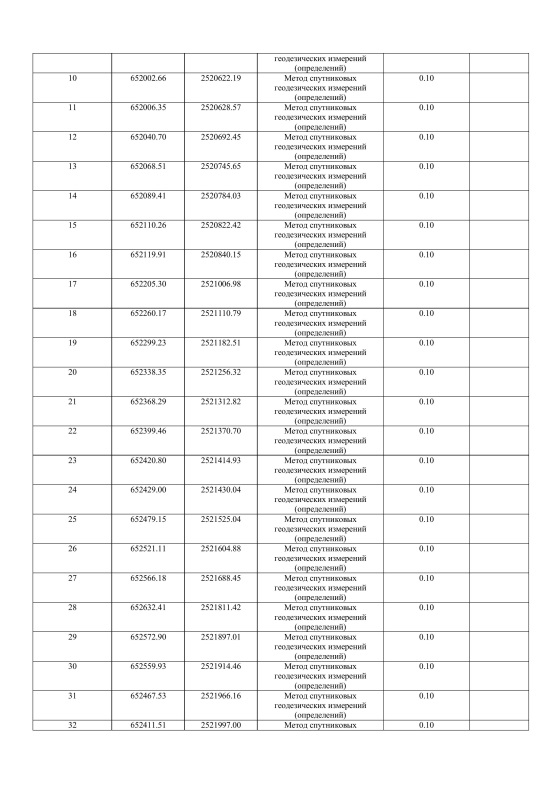 геодезических измерений
(определений)
10 652002.66 2520622.19 Метод спутниковых 0.10
геодезических измерений
(определений)
11 652006.35 2520628.57 Метод спутниковых 0.10
геодезических измерений
(определений)
12 652040.70 2520692.45 Метод спутниковых 0.10
геодезических измерений
(определений)
13 652068.51 2520745.65 Метод спутниковых 0.10
геодезических измерений
(определений)
14 652089.41 2520784.03 Метод спутниковых 0.10
геодезических измерений
(определений)
15 652110.26 2520822.42 Метод спутниковых 0.10
геодезических измерений
(определений)
16 652119.91 2520840.15 Метод спутниковых 0.10
геодезических измерений
(определений)
17 652205.30 2521006.98 Метод спутниковых 0.10
геодезических измерений
(определений)
18 652260.17 2521110.79 Метод спутниковых 0.10
геодезических измерений
(определений)
19 652299.23 2521182.51 Метод спутниковых 0.10
геодезических измерений
(определений)
20 652338.35 2521256.32 Метод спутниковых 0.10
геодезических измерений
(определений)
21 652368.29 2521312.82 Метод спутниковых 0.10
геодезических измерений
(определений)
22 652399.46 2521370.70 Метод спутниковых 0.10
геодезических измерений
(определений)
23 652420.80 2521414.93 Метод спутниковых 0.10
геодезических измерений
(определений)
24 652429.00 2521430.04 Метод спутниковых 0.10
геодезических измерений
(определений)
25 652479.15 2521525.04 Метод спутниковых 0.10
геодезических измерений
(определений)
26 652521.11 2521604.88 Метод спутниковых 0.10
геодезических измерений
(определений)
27 652566.18 2521688.45 Метод спутниковых 0.10
геодезических измерений
(определений)
28 652632.41 2521811.42 Метод спутниковых 0.10
геодезических измерений
(определений)
29 652572.90 2521897.01 Метод спутниковых 0.10
геодезических измерений
(определений)
30 652559.93 2521914.46 Метод спутниковых 0.10
геодезических измерений
(определений)
31 652467.53 2521966.16 Метод спутниковых 0.10
геодезических измерений
(определений)
32 652411.51 2521997.00 Метод спутниковых 0.10